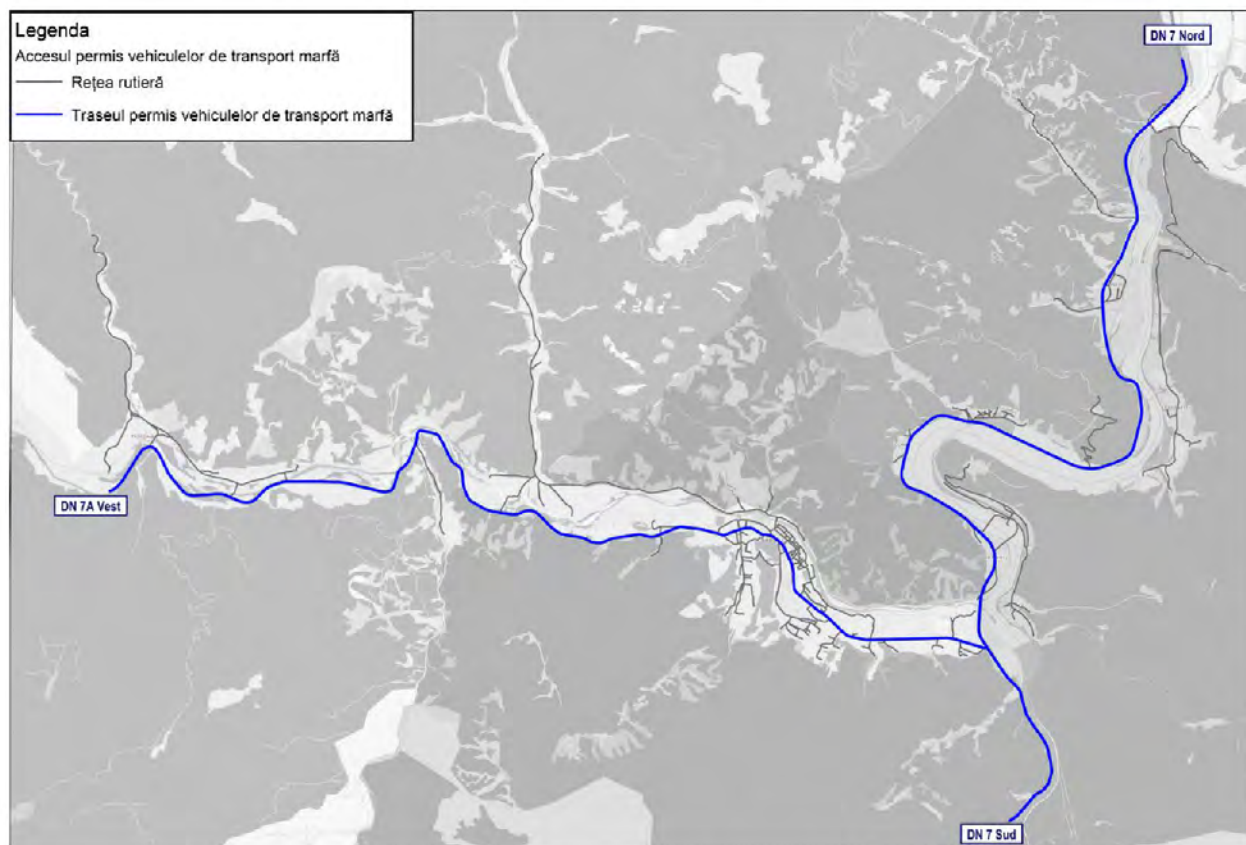 Legenda
Accesul permis vehiculelor de transport marfă
Rețea rutieră
Traseul permis vehiculelor de transport marfă
DN 7 Nord
DN 7A Vest
DN 7 Sud